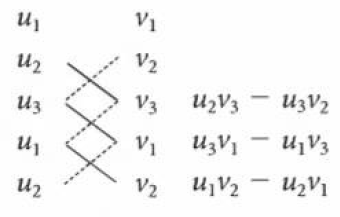 u₁ v₁
u₂ v₂
u₃ v₃ u₂v₃ − u₃v₂
u₁ v₁ u₃v₁ − u₁v₃
u₂ v₂ u₁v₂ − u₂v₁